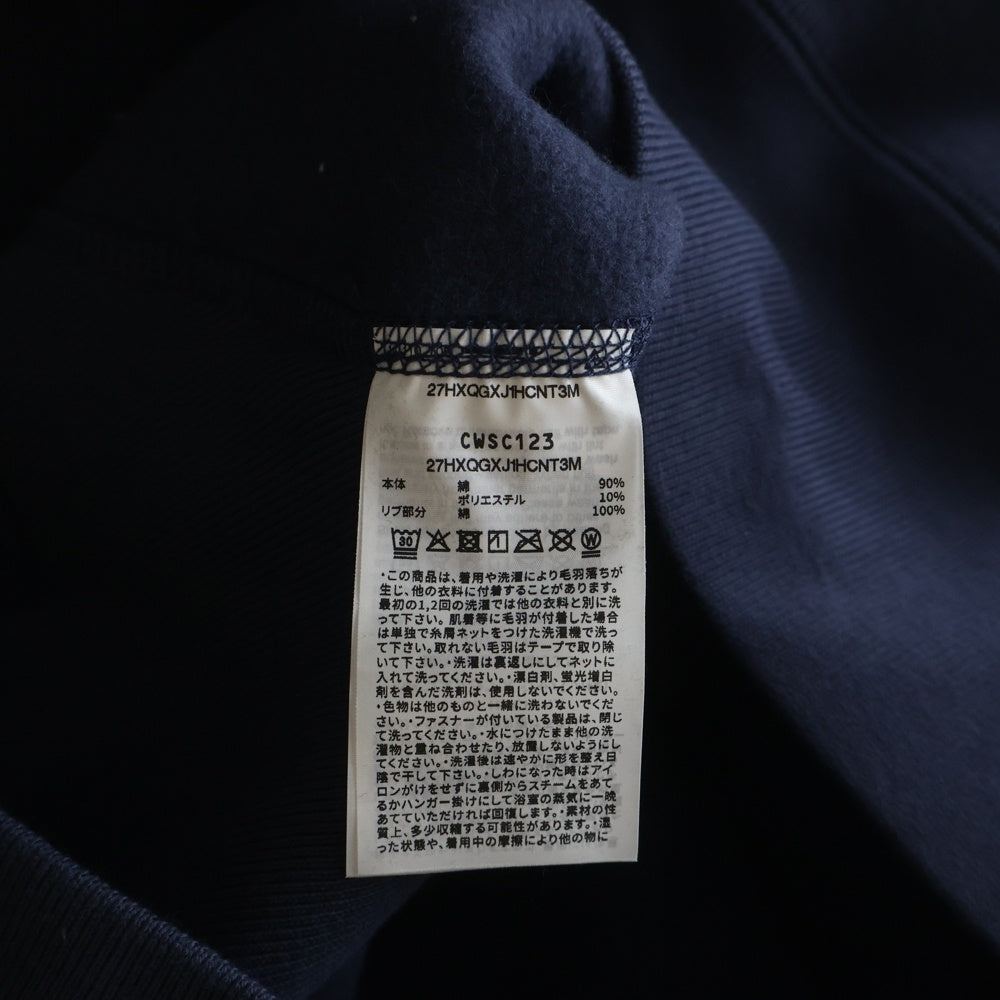 27HXQGXJ1HCNT3M
CWSC123
27HXQGXJ1HCNT3M
本体 綿 90%
ポリエステル 10%
リブ部分 綿 100%
30
W
・この商品は、着用や洗濯により毛羽落ちが
生じ、他の衣料に付着することがあります。
最初の1,2回の洗濯では他の衣料と別に洗
って下さい。肌着等に毛羽が付着した場合
は単独で糸屑ネットをつけた洗濯機で洗っ
て下さい。取れない毛羽はテープで取り除
いて下さい。・洗濯は裏返しにしてネットに
入れて洗ってください。・漂白剤、蛍光増白
剤を含んだ洗剤は、使用しないでください。
・色物は他のものと一緒に洗わないでくだ
さい。・ファスナーが付いている製品は、閉じ
て洗ってください。・水につけたまま他の洗
濯物と重ね合わせたり、放置しないようにし
てください。・洗濯後は速やかに形を整え日
陰で干して下さい。・しわになった時はアイ
ロンがけをせずに裏側からスチームをあて
るかハンガー掛けにして浴室の蒸気に一晩
あてていただければ回復します。・素材の性
質上、多少収縮する可能性があります。・湿
った状態や、着用中の摩擦により他の物に